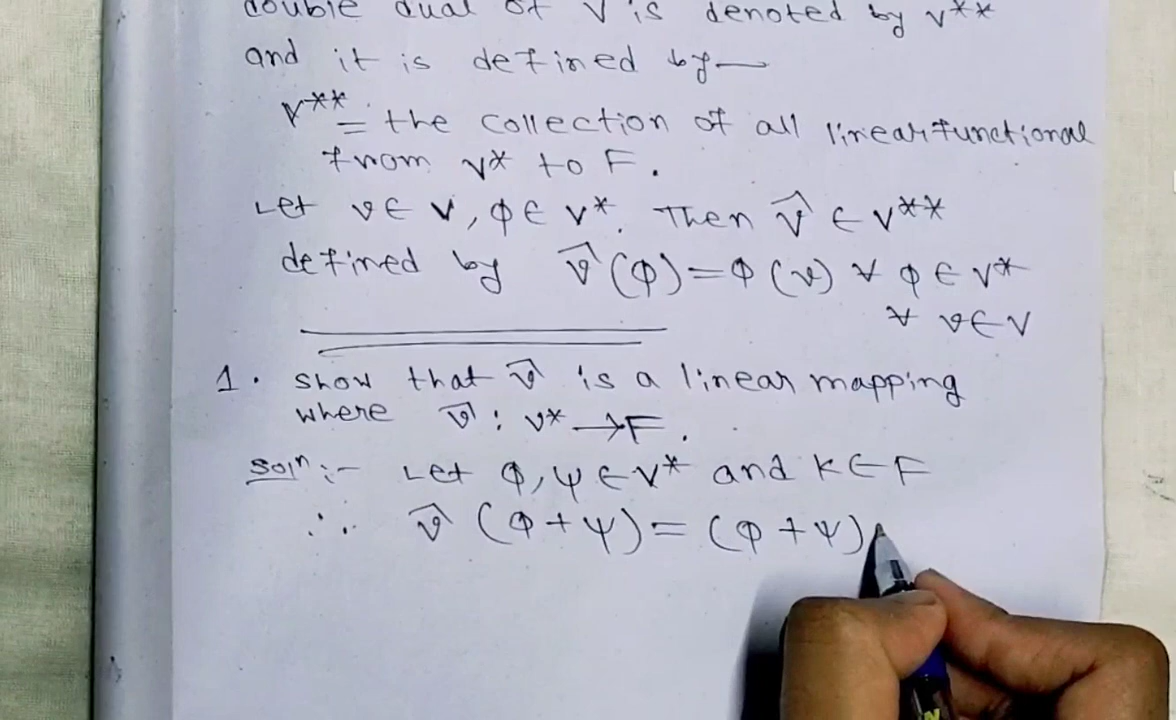 double dual of V is denoted by V**
and it is defined by—
V** = the collection of all linear functional
from V* to F.
Let v ∈ V, φ ∈ V*. Then v̂ ∈ V**
defined by v̂(φ) = φ(v) ∀ φ ∈ V*
∀ v ∈ V
1. Show that v̂ is a linear mapping
where v̂ : V* → F.
Soln :- Let φ, ψ ∈ V* and K ∈ F
∴ v̂ (φ + ψ) = (φ + ψ)